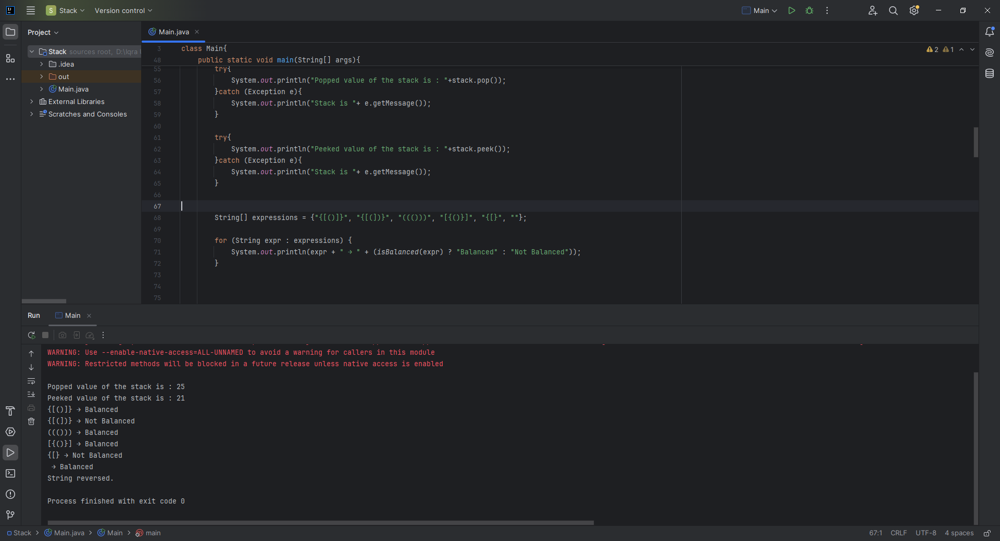 Stack
Version control
Main
Project
Main.java
Stack sources root, D:\Iqra
.idea
out
Main.java
External Libraries
Scratches and Consoles
2 1
3 class Main{
48 public static void main(String[] args){
55 try{
56 System.out.println("Popped value of the stack is : "+stack.pop());
57 }catch (Exception e){
58 System.out.println("Stack is "+ e.getMessage());
59 }
60
61 try{
62 System.out.println("Peeked value of the stack is : "+stack.peek());
63 }catch (Exception e){
64 System.out.println("Stack is "+ e.getMessage());
65 }
66
67
68 String[] expressions = {"{[()]}", "{[(])}", "((()))", "[{()}]", "{[}", ""};
69
70 for (String expr : expressions) {
71 System.out.println(expr + " → " + (isBalanced(expr) ? "Balanced" : "Not Balanced"));
72 }
73
74
75
Run Main
WARNING: Use --enable-native-access=ALL-UNNAMED to avoid a warning for callers in this module
WARNING: Restricted methods will be blocked in a future release unless native access is enabled
Popped value of the stack is : 25
Peeked value of the stack is : 21
{[()]} → Balanced
{[(])} → Not Balanced
((())) → Balanced
[{()}] → Balanced
{[} → Not Balanced
→ Balanced
String reversed.
Process finished with exit code 0
Stack > Main.java > Main > main
67:1 CRLF UTF-8 4 spaces